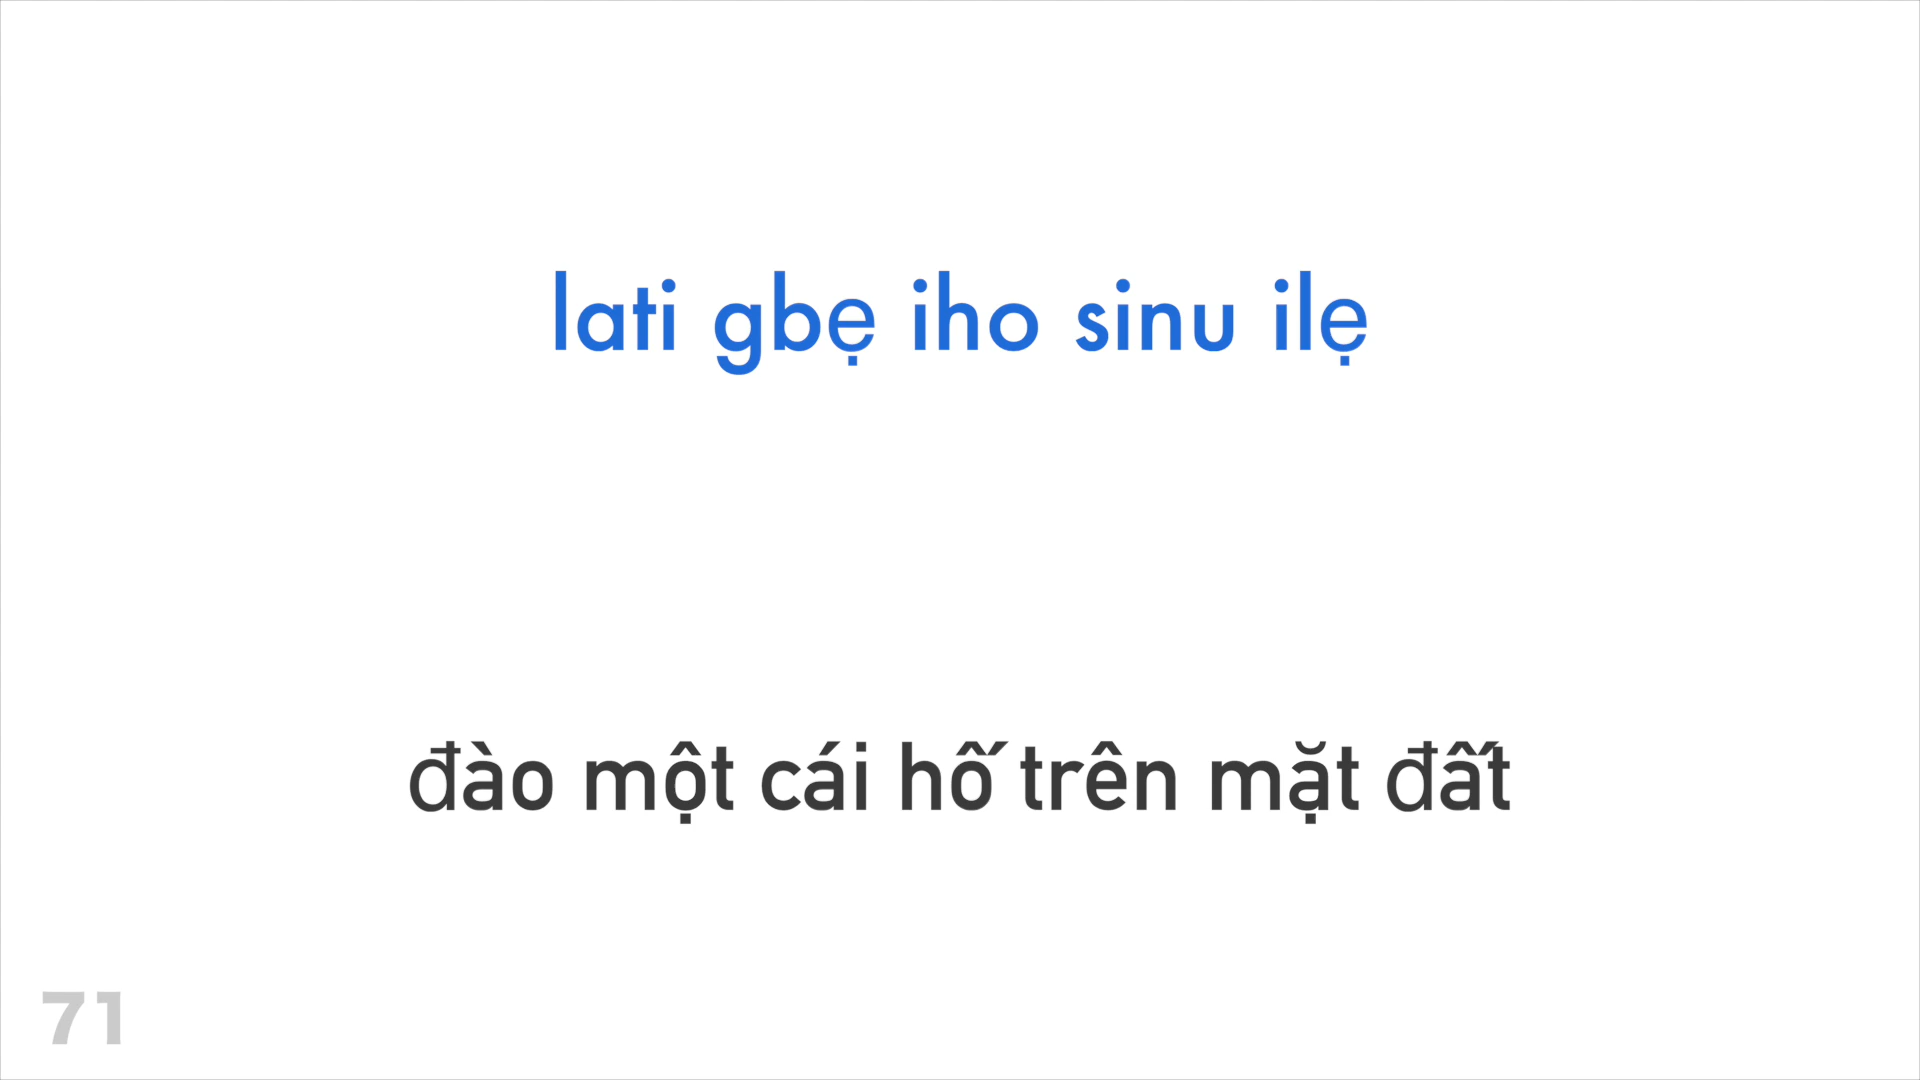 lati gbẹ iho sinu ilẹ
đào một cái hố trên mặt đất
71